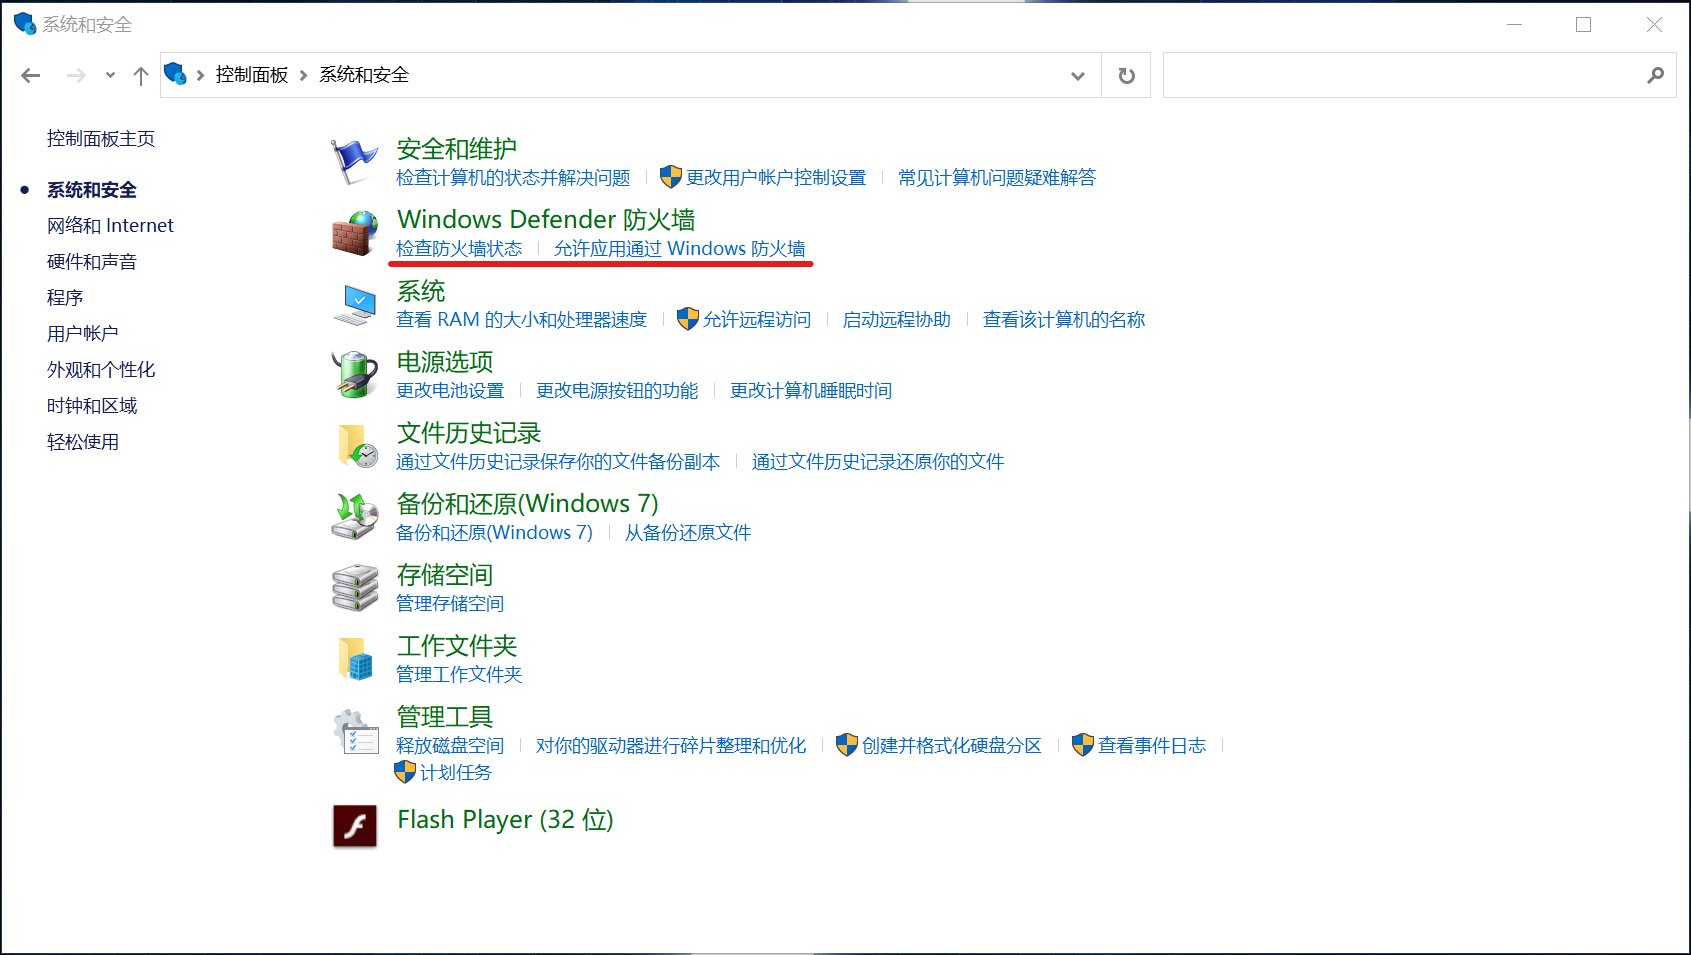 系统和安全
控制面板 系统和安全
控制面板主页
系统和安全
网络和 Internet
硬件和声音
程序
用户帐户
外观和个性化
时钟和区域
轻松使用
安全和维护
检查计算机的状态并解决问题 更改用户帐户控制设置 常见计算机问题疑难解答
Windows Defender 防火墙
检查防火墙状态 允许应用通过 Windows 防火墙
系统
查看 RAM 的大小和处理器速度 允许远程访问 启动远程协助 查看该计算机的名称
电源选项
更改电池设置 更改电源按钮的功能 更改计算机睡眠时间
文件历史记录
通过文件历史记录保存你的文件备份副本 通过文件历史记录还原你的文件
备份和还原(Windows 7)
备份和还原(Windows 7) 从备份还原文件
存储空间
管理存储空间
工作文件夹
管理工作文件夹
管理工具
释放磁盘空间 对你的驱动器进行碎片整理和优化 创建并格式化硬盘分区 查看事件日志
计划任务
Flash Player (32 位)